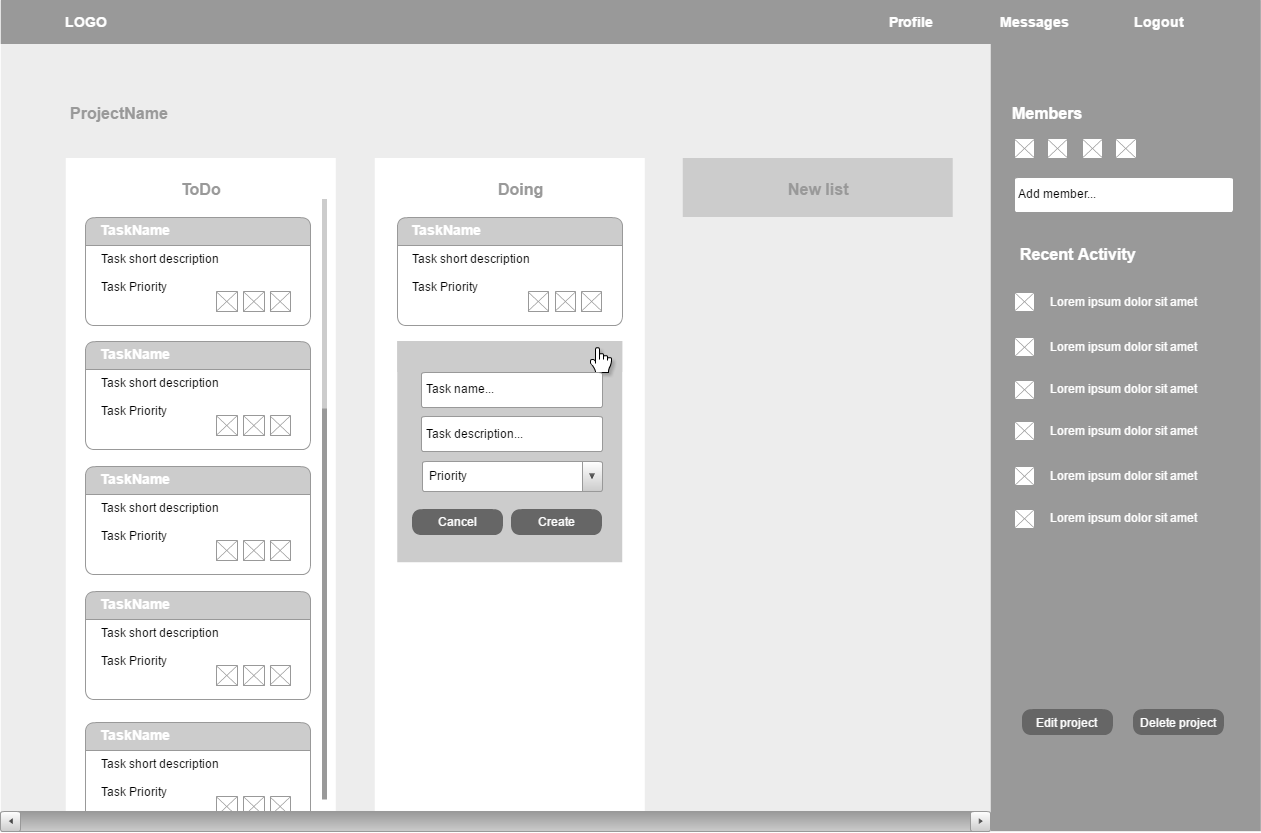 LOGO
Profile
Messages
Logout
ProjectName
ToDo
TaskName
Task short description
Task Priority
TaskName
Task short description
Task Priority
TaskName
Task short description
Task Priority
TaskName
Task short description
Task Priority
TaskName
Task short description
Task Priority
Doing
TaskName
Task short description
Task Priority
Task name...
Task description...
Priority
Cancel
Create
New list
Members
Add member...
Recent Activity
Lorem ipsum dolor sit amet
Lorem ipsum dolor sit amet
Lorem ipsum dolor sit amet
Lorem ipsum dolor sit amet
Lorem ipsum dolor sit amet
Lorem ipsum dolor sit amet
Edit project
Delete project